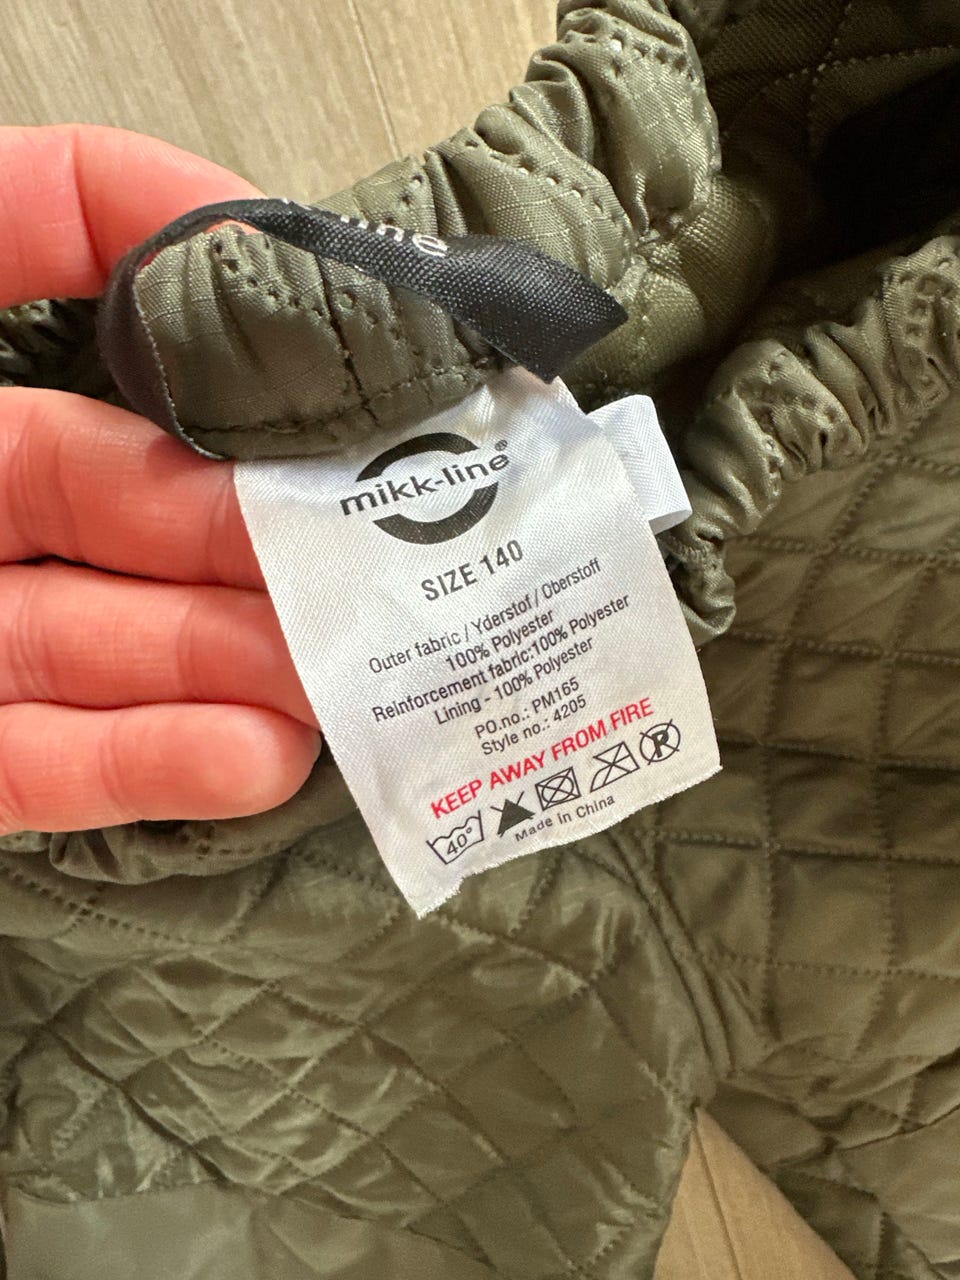 mikk-line®
SIZE 140
Outer fabric / Yderstof / Oberstoff
100% Polyester
Reinforcement fabric:100% Polyester
Lining - 100% Polyester
PO.no.: PM165
Style no.: 4205
KEEP AWAY FROM FIRE
40° P
Made in China